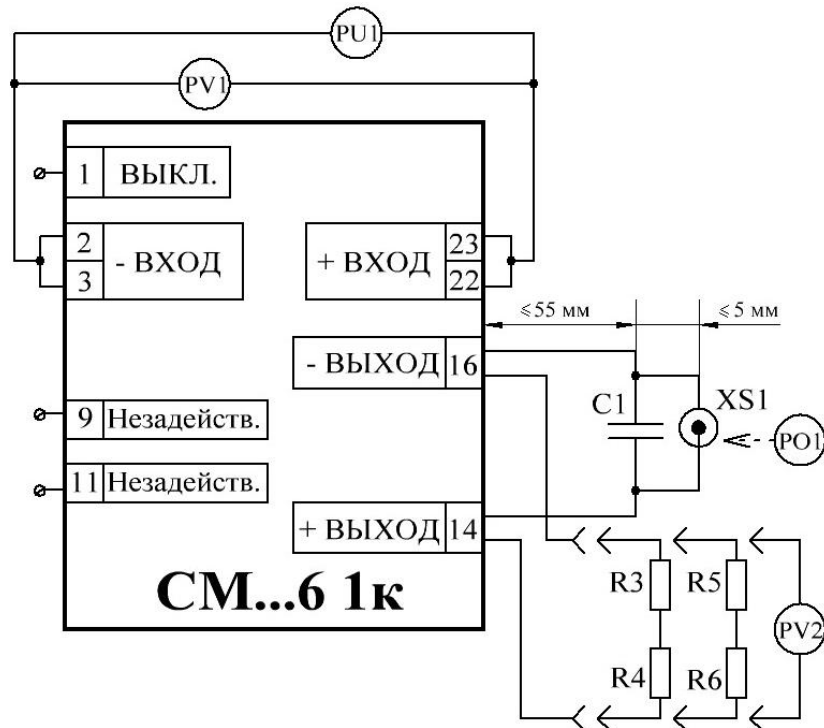 PU1
PV1
1 ВЫКЛ.
2
3
- ВХОД
+ ВХОД
23
22
≤55 мм
≤5 мм
- ВЫХОД 16
C1
XS1
PO1
9 Незадейств.
11 Незадейств.
+ ВЫХОД 14
R3
R5
PV2
R4
R6
СМ...6 1к